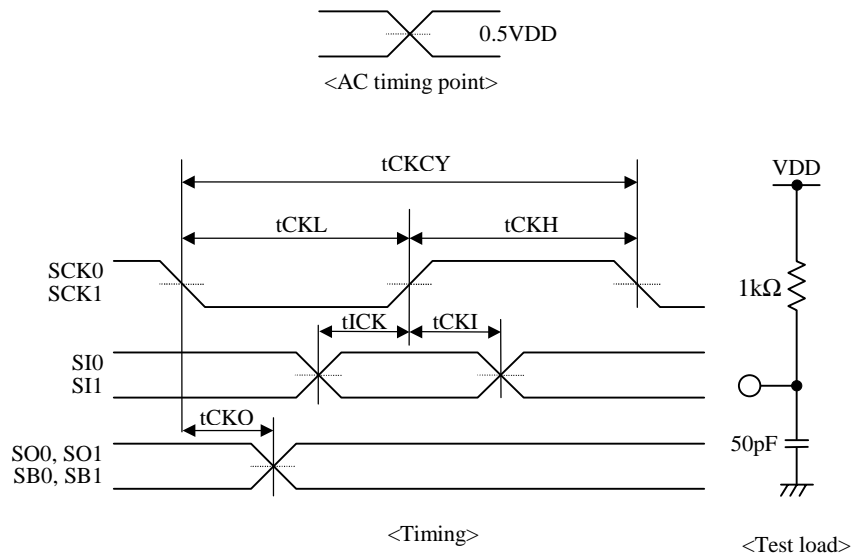 0.5VDD
<AC timing point>
tCKCY
VDD
tCKL
tCKH
SCK0
SCK1
1kΩ
tICK
tCKI
SI0
SI1
tCKO
SO0, SO1
SB0, SB1
50pF
<Timing>
<Test load>